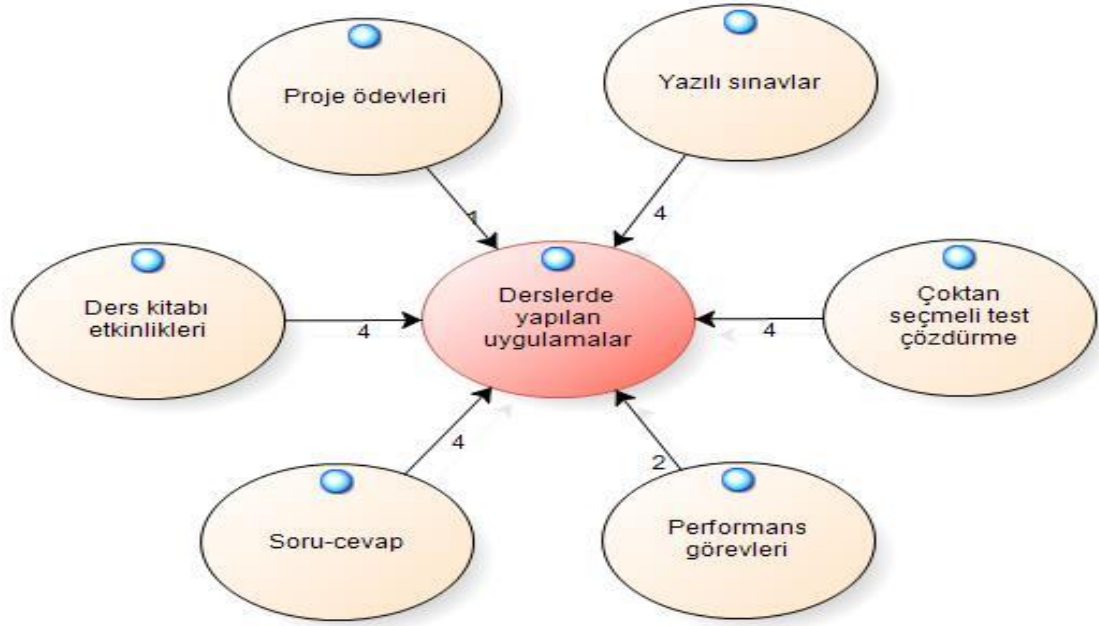 Proje ödevleri
Yazılı sınavlar
4
Ders kitabı
etkinlikleri
4
Derslerde
yapılan
uygulamalar
4
Çoktan
seçmeli test
çözdürme
4
2
Soru-cevap
Performans
görevleri